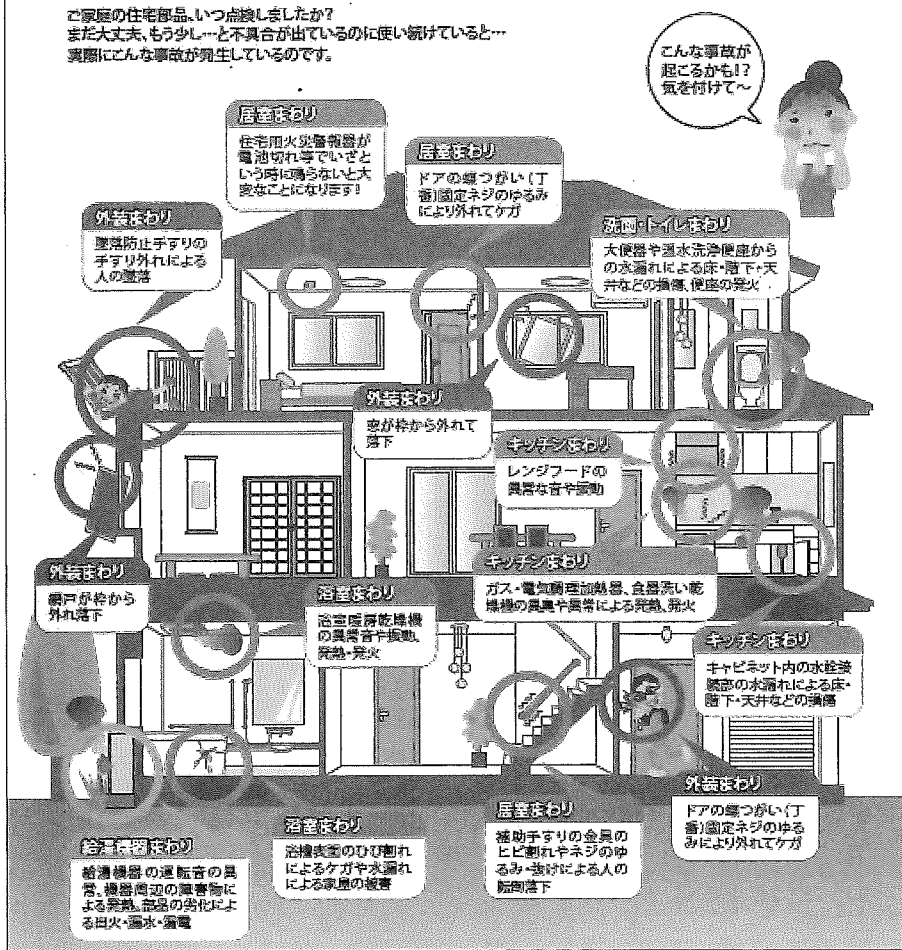 ご家庭の住宅部品、いつ点検しましたか?
まだ大丈夫、もう少し…と不具合が出ているのに使い続けていると…
実際にこんな事故が発生しているのです。
こんな事故が
起こるかも!?
気を付けて〜
居室まわり
住宅用火災警報器が
電池切れ等でいざと
いう時に鳴らないと大
変なことになります!
居室まわり
ドアの蝶つがい(丁
番)固定ネジのゆるみ
により外れてケガ
外装まわり
墜落防止手すりの
手すり外れによる
人の墜落
洗面・トイレまわり
大便器や温水洗浄便座から
の水漏れによる床・階下・天
井などの損傷、便座の発火
外装まわり
窓が枠から外れて
落下
キッチンまわり
レンジフードの
異常な音や振動
外装まわり
網戸が枠から
外れ落下
キッチンまわり
ガス・電気調理加熱器、食器洗い乾
燥機の異臭や異常による発熱、発火
浴室まわり
浴室暖房乾燥機
の異常音や振動、
発熱・発火
キッチンまわり
キャビネット内の水栓接
続部の水漏れによる床・
階下・天井などの損傷
給湯機器まわり
給湯機器の運転音の異
常、機器周辺の障害物に
よる発熱、部品の劣化によ
る出火・漏水・漏電
浴室まわり
浴槽表面のひび割れ
によるケガや水漏れ
による家屋の被害
居室まわり
補助手すりの金具の
ヒビ割れやネジのゆ
るみ・抜けによる人の
転倒落下
外装まわり
ドアの蝶つがい(丁
番)固定ネジのゆる
みにより外れてケガ